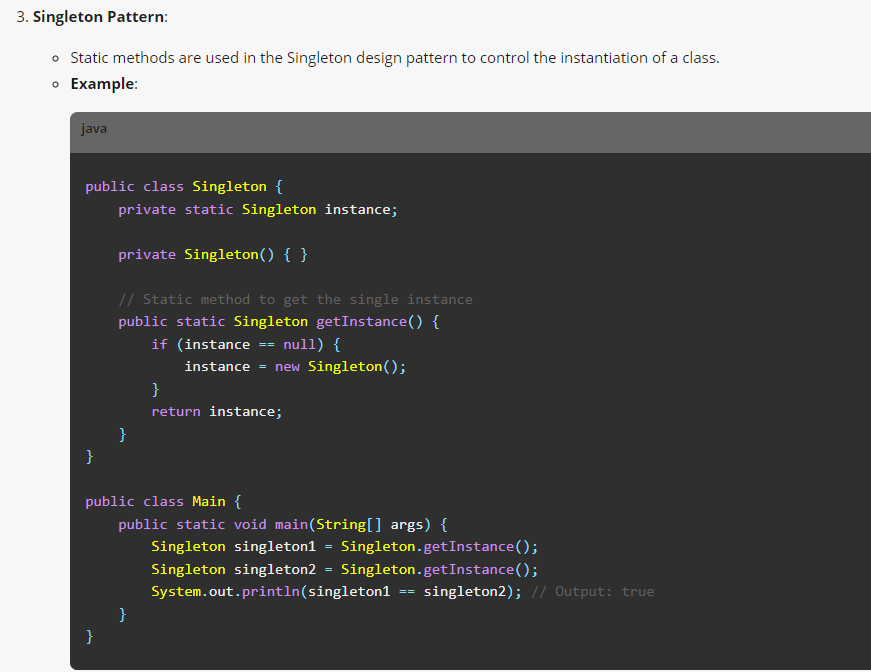 3. Singleton Pattern:
Static methods are used in the Singleton design pattern to control the instantiation of a class.
Example:
java
public class Singleton {
    private static Singleton instance;
    private Singleton() { }
    // Static method to get the single instance
    public static Singleton getInstance() {
        if (instance == null) {
            instance = new Singleton();
        }
        return instance;
    }
}
public class Main {
    public static void main(String[] args) {
        Singleton singleton1 = Singleton.getInstance();
        Singleton singleton2 = Singleton.getInstance();
        System.out.println(singleton1 == singleton2); // Output: true
    }
}